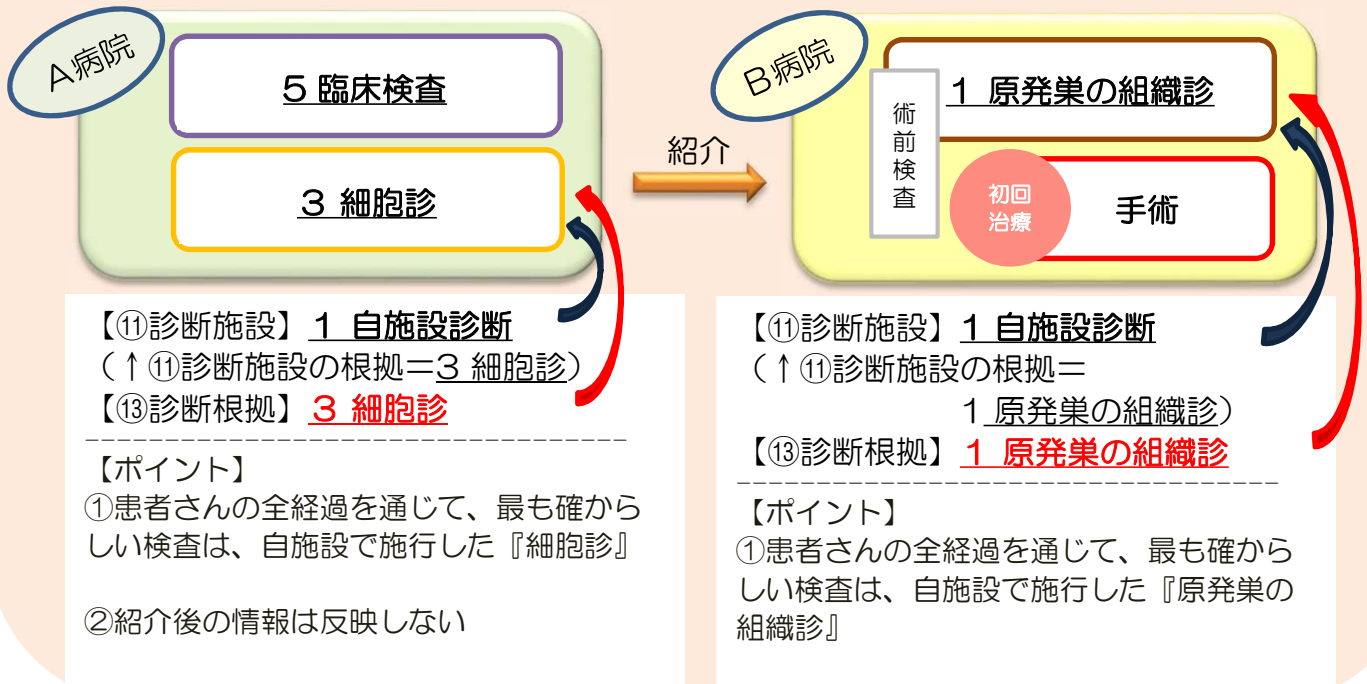 A病院
5 臨床検査
3 細胞診
紹介
B病院
術前検査
1 原発巣の組織診
初回
治療
手術
【⑪診断施設】1 自施設診断
(↑⑪診断施設の根拠=3 細胞診)
【⑬診断根拠】3 細胞診
【ポイント】
①患者さんの全経過を通じて、最も確から
しい検査は、自施設で施行した『細胞診』
②紹介後の情報は反映しない
【⑪診断施設】1 自施設診断
(↑⑪診断施設の根拠=
1 原発巣の組織診)
【⑬診断根拠】1 原発巣の組織診
【ポイント】
①患者さんの全経過を通じて、最も確から
しい検査は、自施設で施行した『原発巣の
組織診』